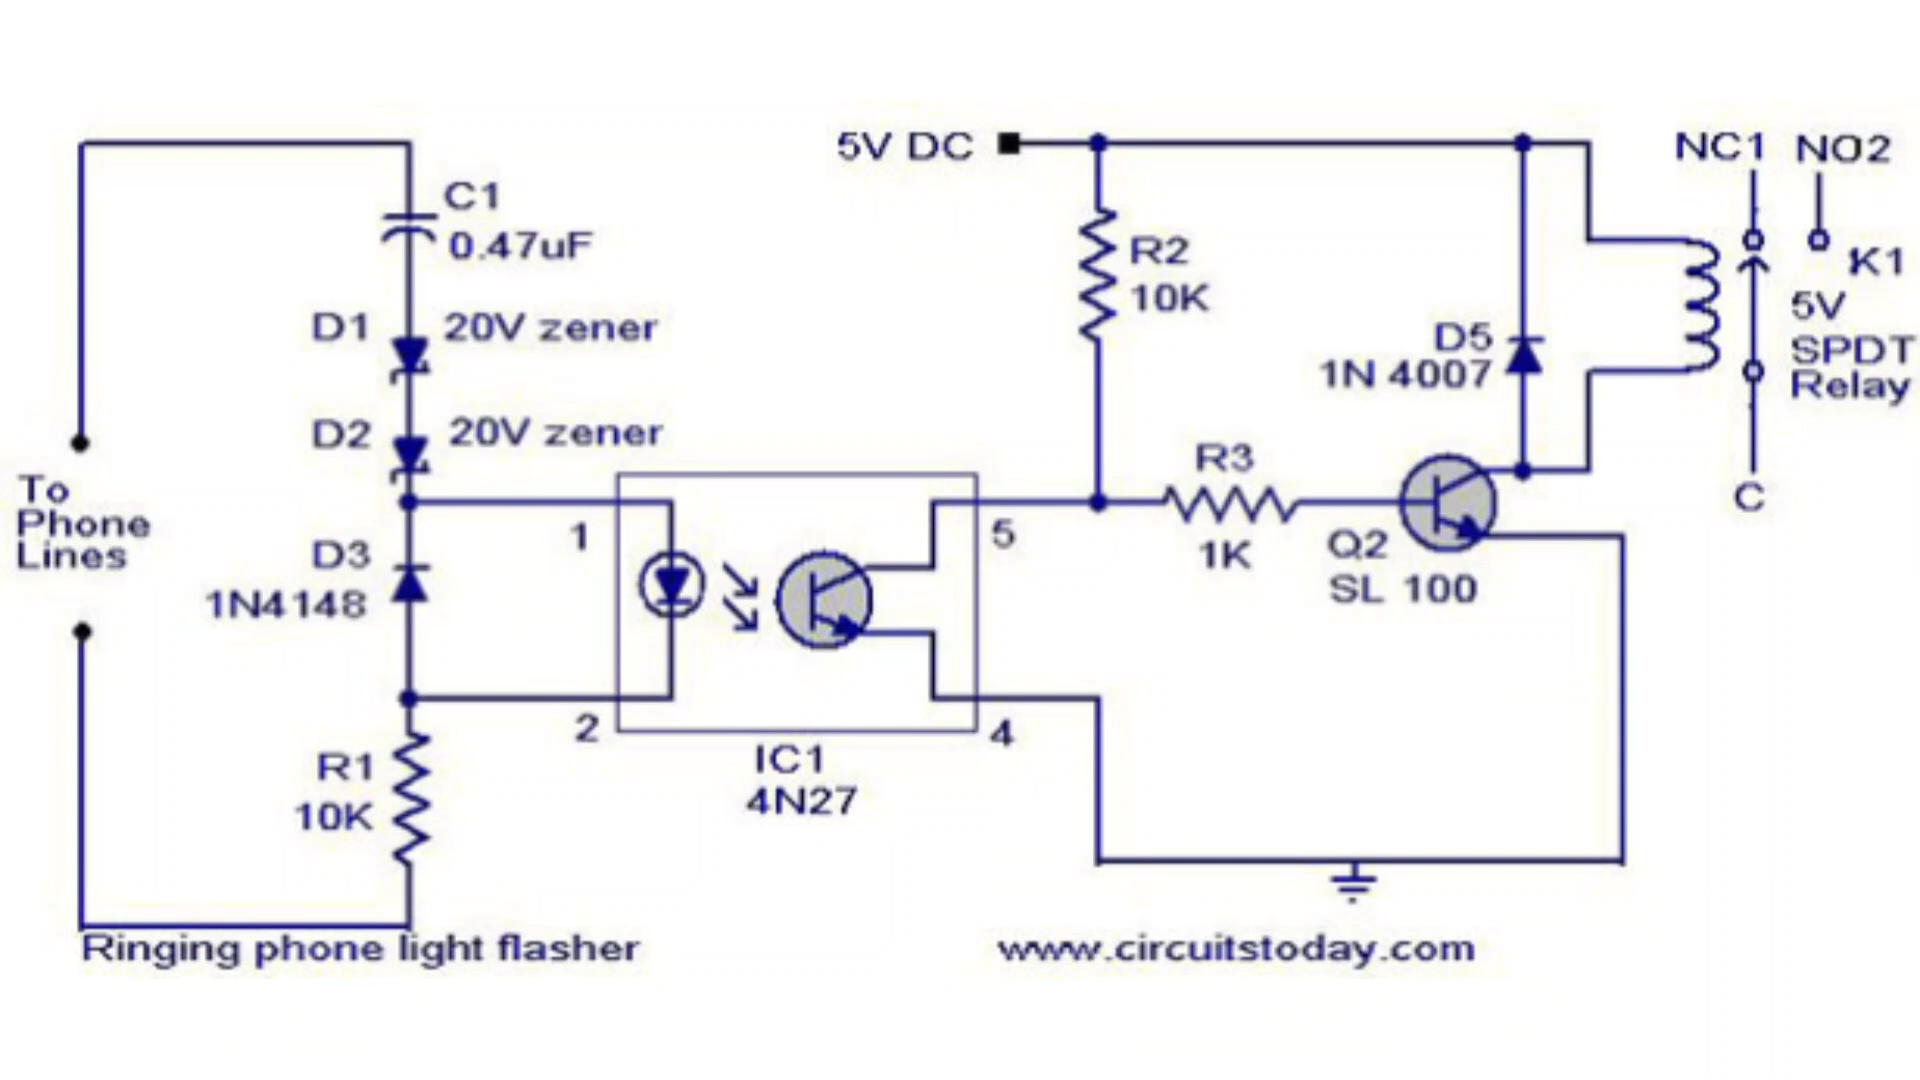 C1
0.47uF
D1 20V zener
D2 20V zener
To
Phone
Lines
D3
1N4148
R1
10K
1
2
5
4
IC1
4N27
5V DC
R2
10K
R3
1K
D5
1N 4007
Q2
SL 100
NC1 NO2
K1
5V
SPDT
Relay
C
Ringing phone light flasher
www.circuitstoday.com